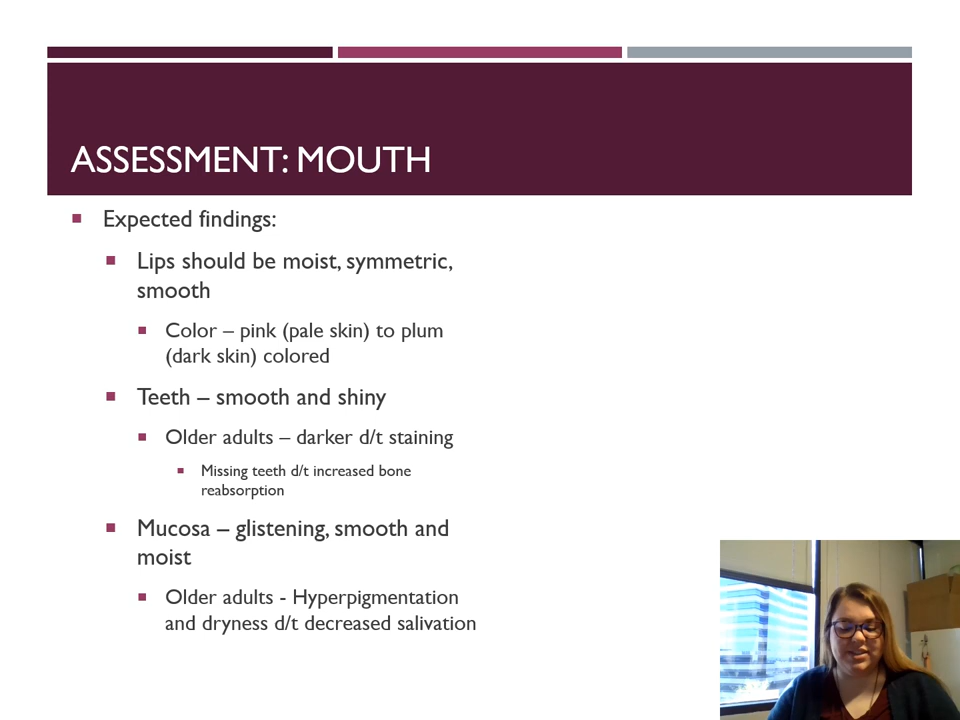 ASSESSMENT: MOUTH
Expected findings:
Lips should be moist, symmetric,
smooth
Color – pink (pale skin) to plum
(dark skin) colored
Teeth – smooth and shiny
Older adults – darker d/t staining
Missing teeth d/t increased bone
reabsorption
Mucosa – glistening, smooth and
moist
Older adults - Hyperpigmentation
and dryness d/t decreased salivation